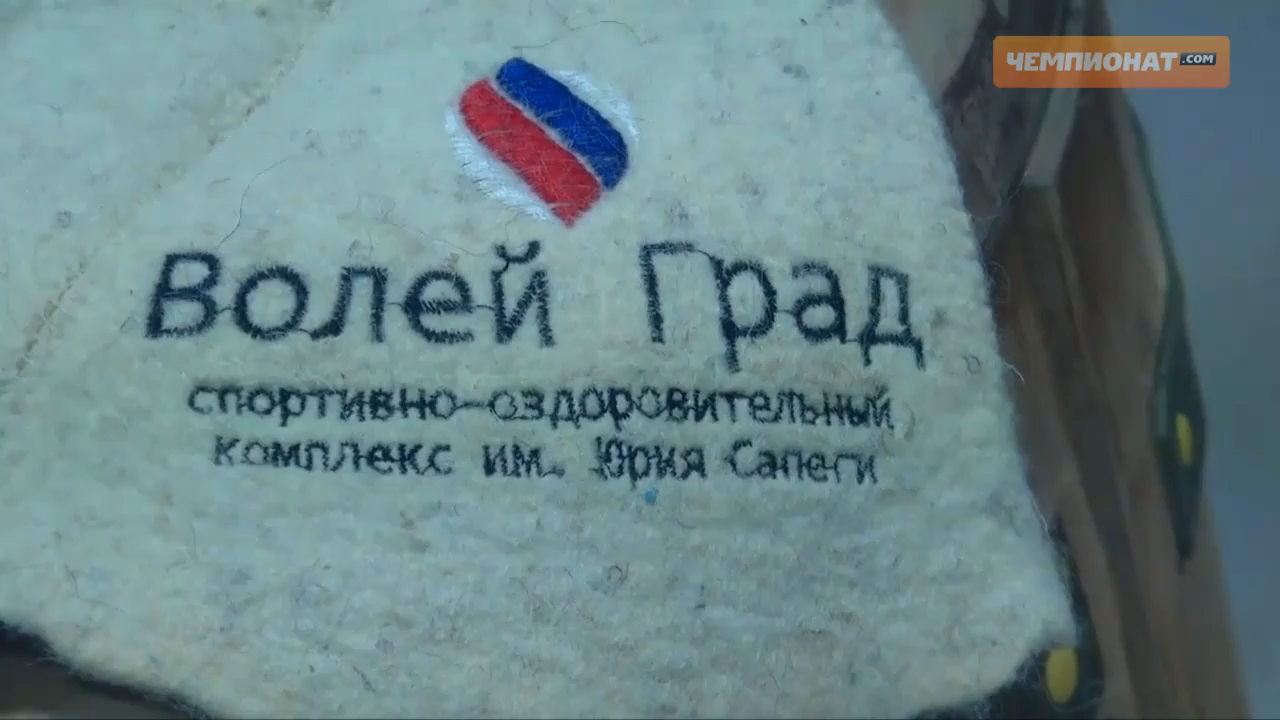 ЧЕМПИОНАТ.COM
Волей Град
спортивно-оздоровительный
комплекс им. Юрия Сапеги